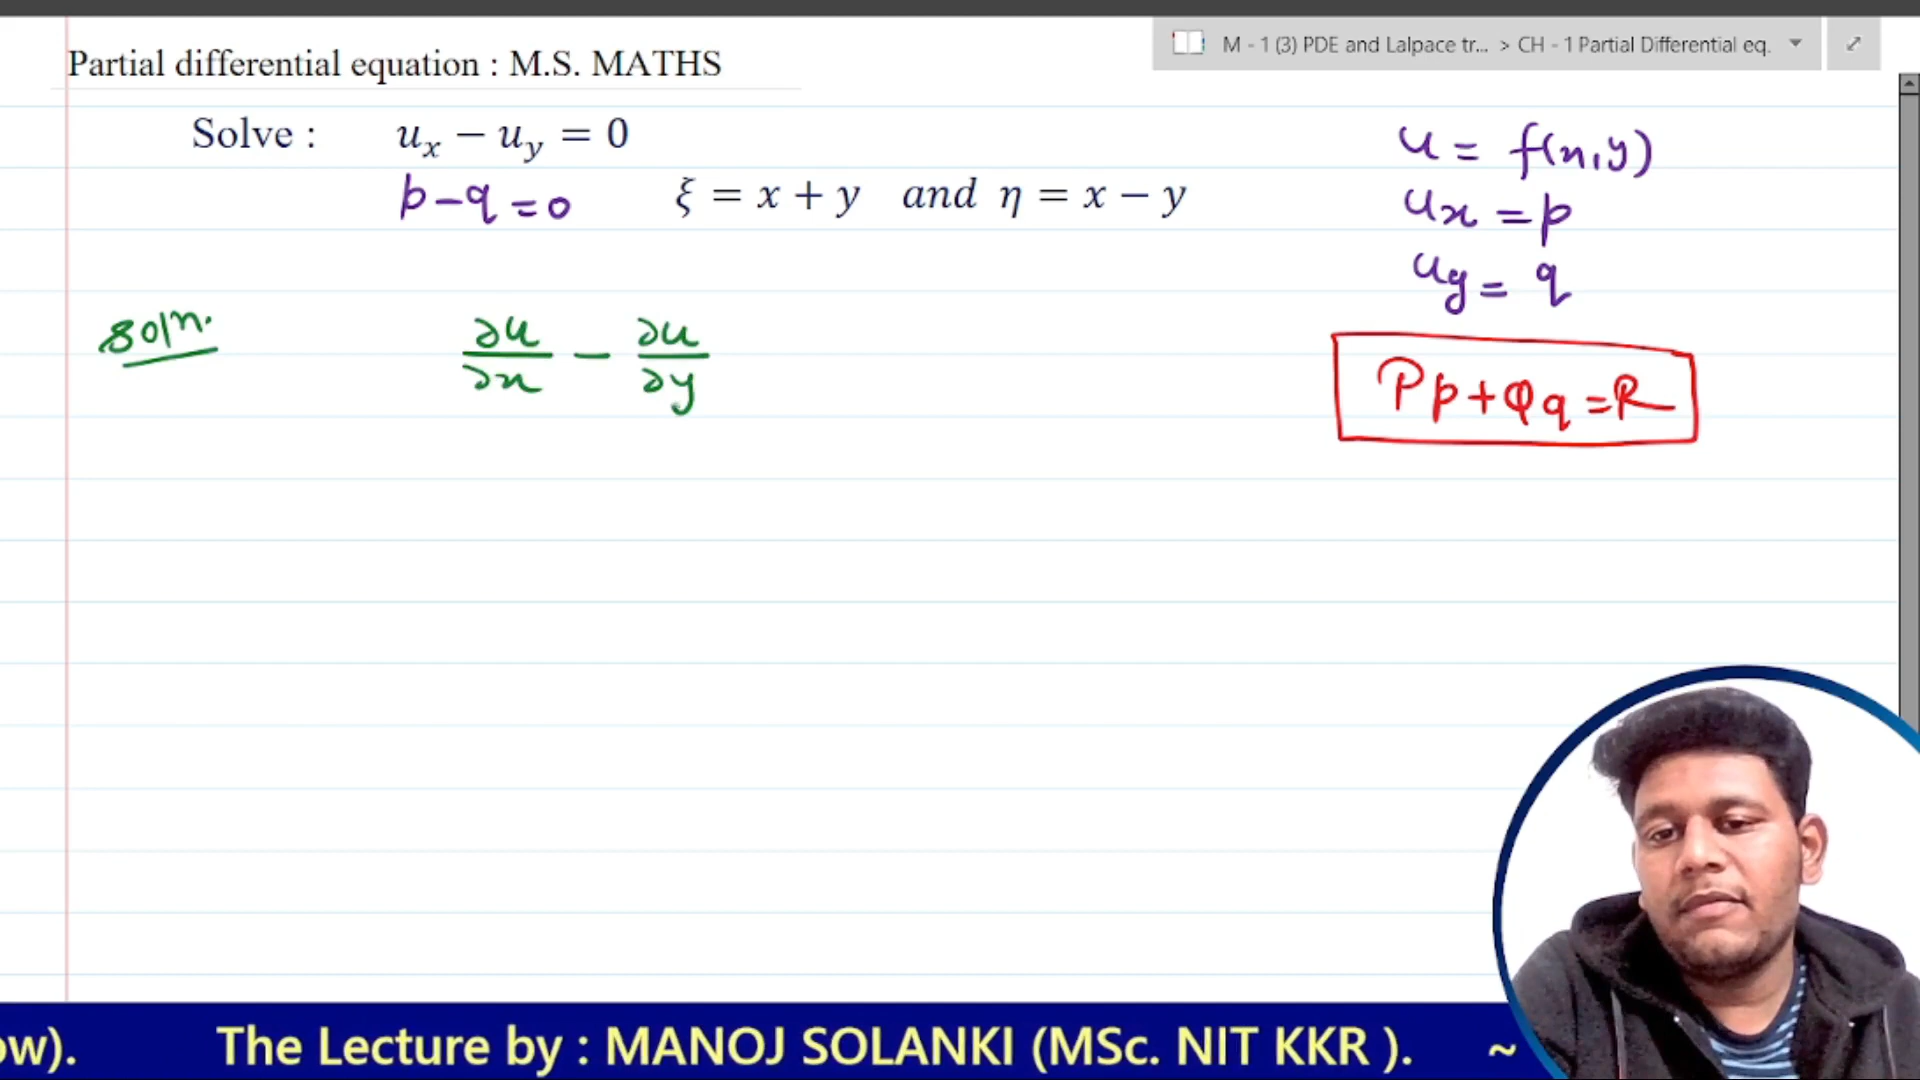 M - 1 (3) PDE and Lalpace tr... > CH - 1 Partial Differential eq.
Partial differential equation : M.S. MATHS
Solve : u_x − u_y = 0
p − q = 0
ξ = x + y and η = x − y
u = f(x,y)
u_x = p
u_y = q
Soln.
∂u/∂x − ∂u/∂y
Pp + Qq = R
ow). The Lecture by : MANOJ SOLANKI (MSc. NIT KKR ). ~